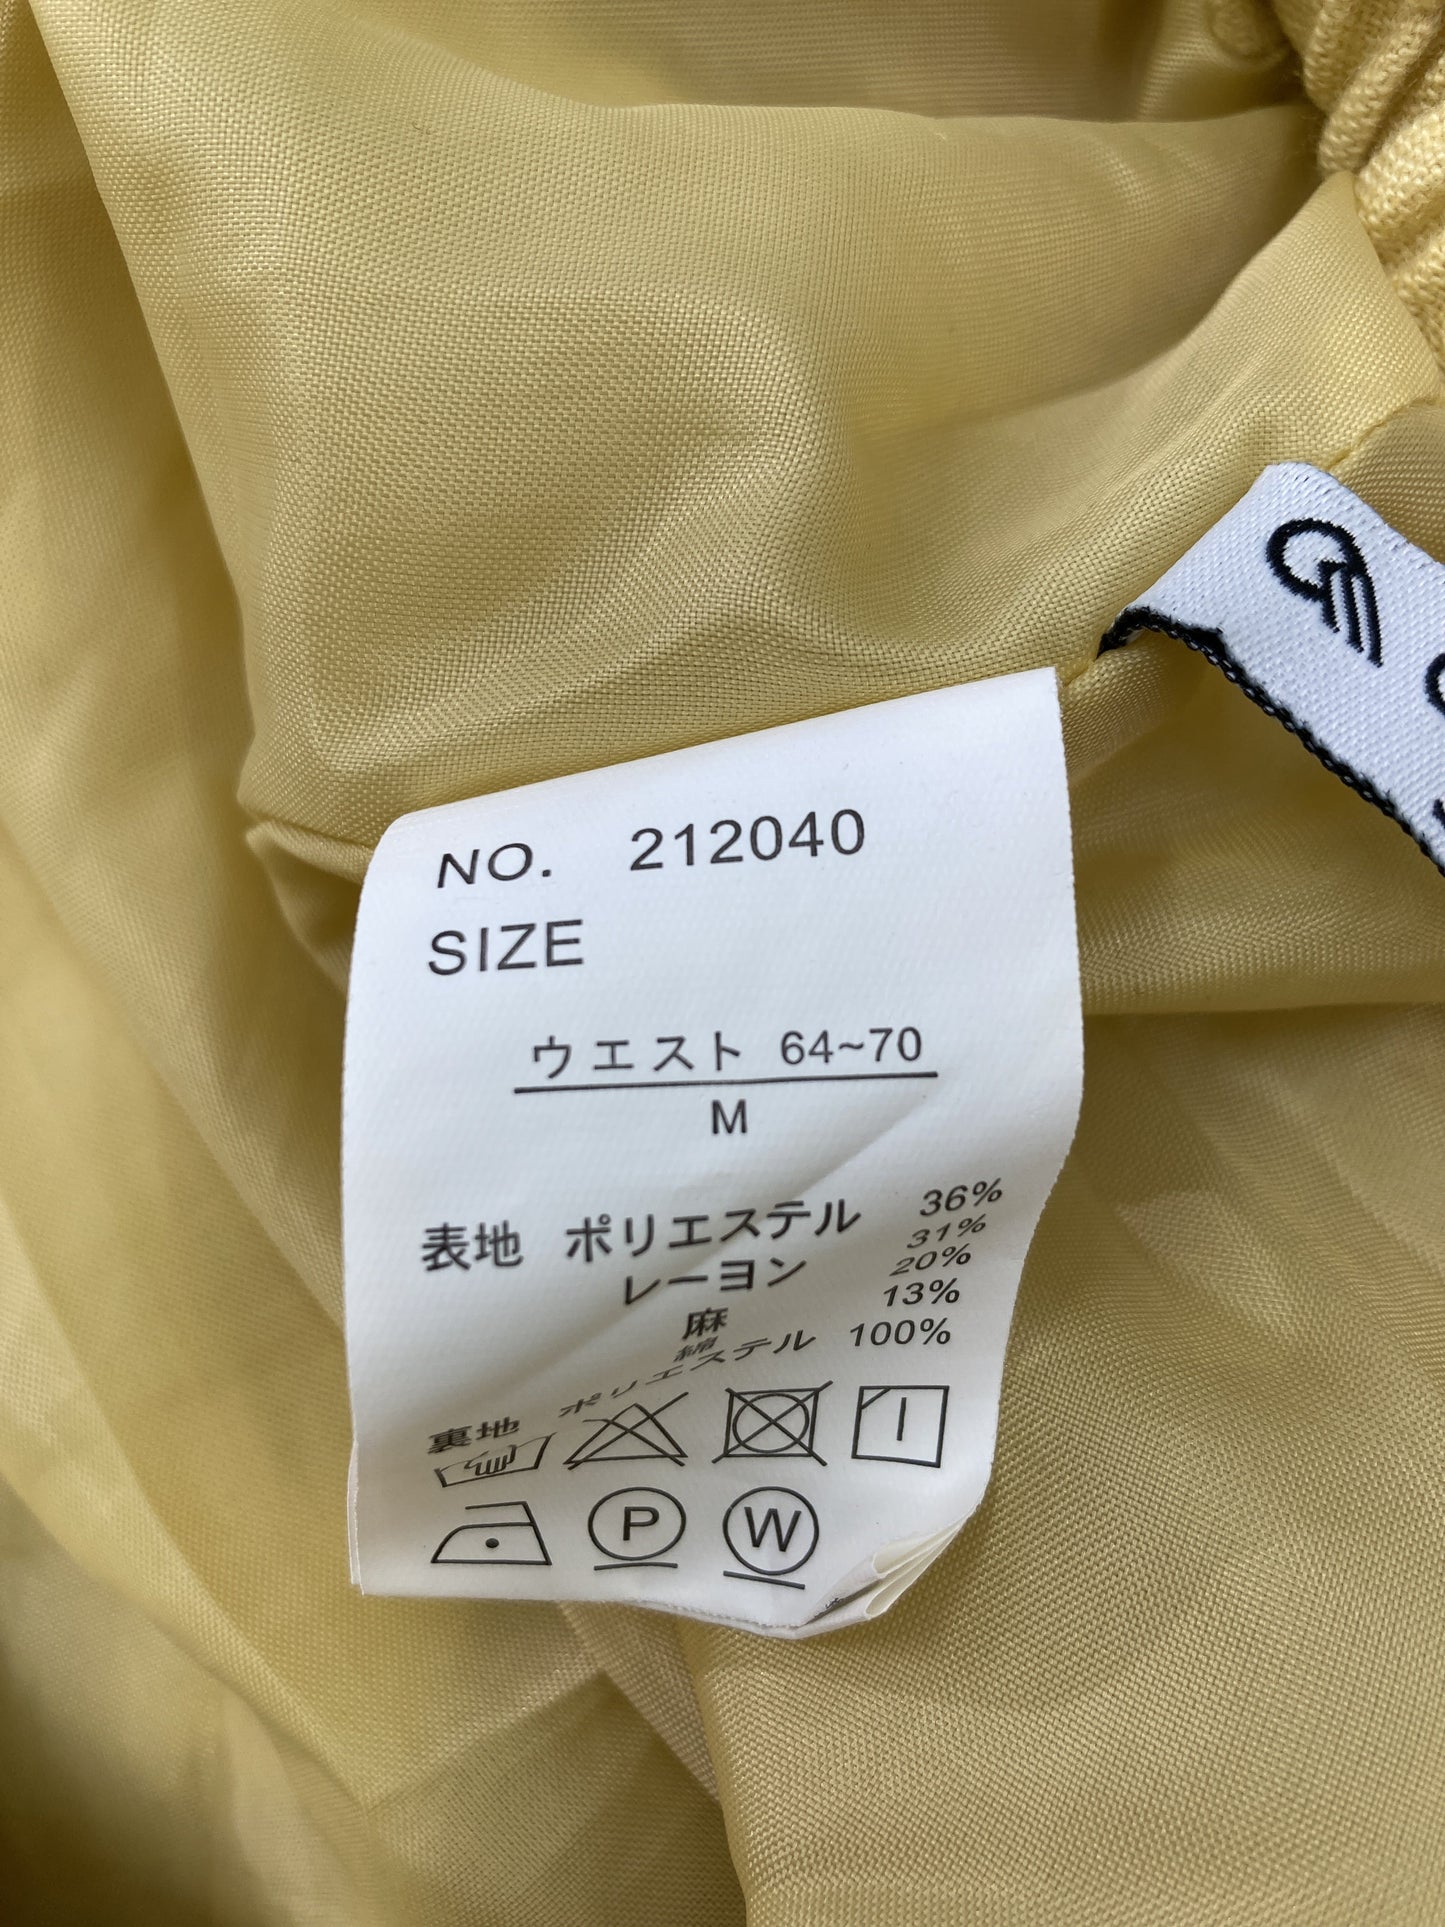 NO. 212040
SIZE
ウエスト 64~70
M
表地 ポリエステル 36%
レーヨン 31%
麻 20%
綿 13%
裏地 ポリエステル 100%
P
W